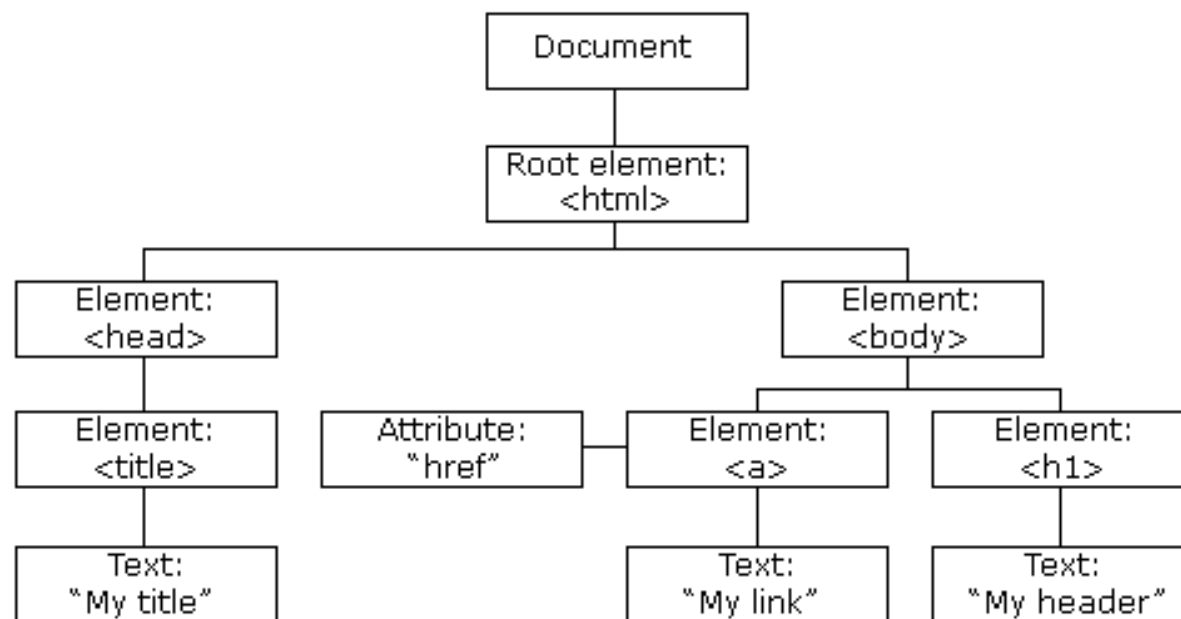 Document
Root element:
<html>
Element:
<head>
Element:
<body>
Element:
<title>
Attribute:
“href”
Element:
<a>
Element:
<h1>
Text:
“My title”
Text:
“My link”
Text:
“My header”